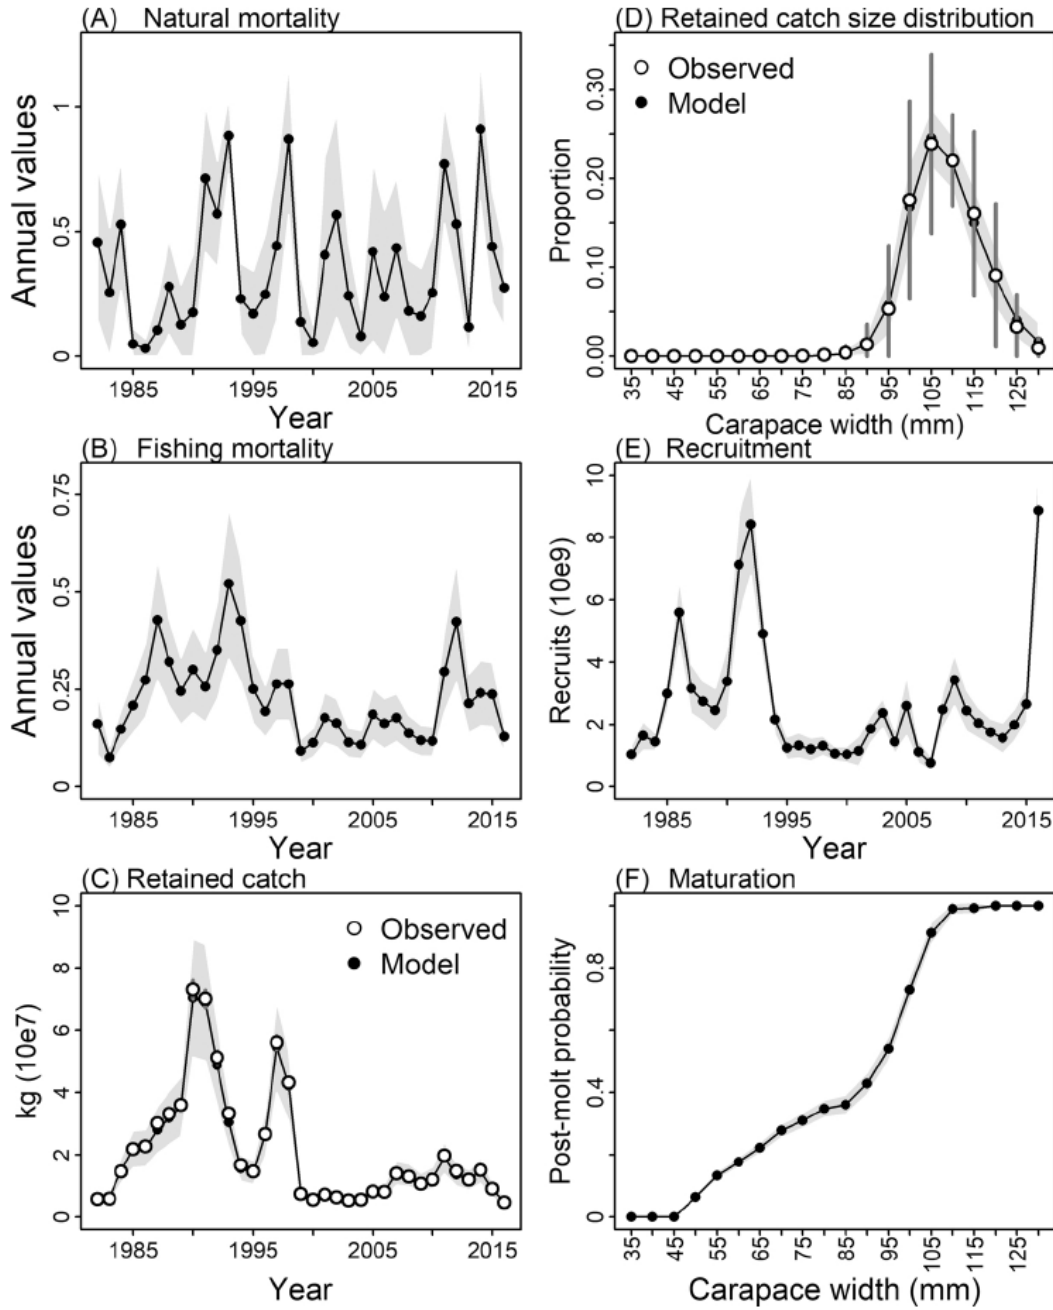 (A) Natural mortality
Annual values
1
0.5
0
1985 1995 2005 2015
Year
(B) Fishing mortality
Annual values
0.75
0.5
0.25
0
1985 1995 2005 2015
Year
(C) Retained catch
Observed
Model
kg (10e7)
10
8
6
4
2
0
1985 1995 2005 2015
Year
(D) Retained catch size distribution
Observed
Model
Proportion
0.30
0.20
0.10
0.00
35 45 55 65 75 85 95 105 115 125
Carapace width (mm)
(E) Recruitment
Recruits (10e9)
10
8
6
4
2
0
1985 1995 2005 2015
Year
(F) Maturation
Post-molt probability
0.8
0.4
0
35 45 55 65 75 85 95 105 115 125
Carapace width (mm)